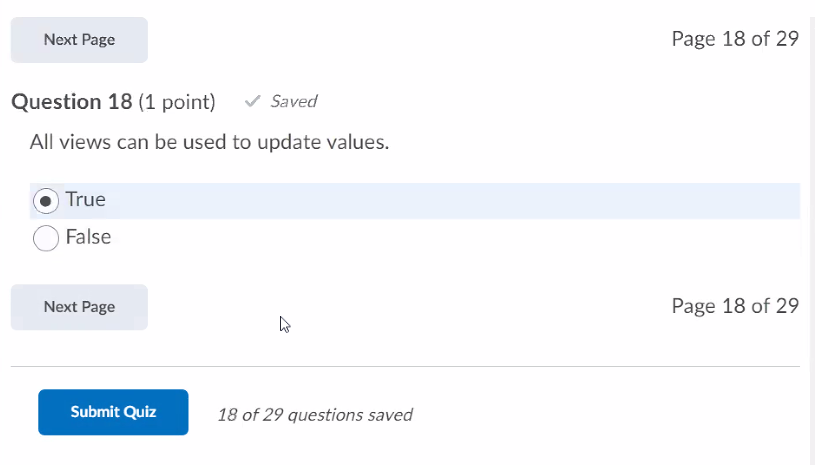 Next Page
Page 18 of 29
Question 18 (1 point) Saved
All views can be used to update values.
True
False
Next Page
Page 18 of 29
Submit Quiz
18 of 29 questions saved